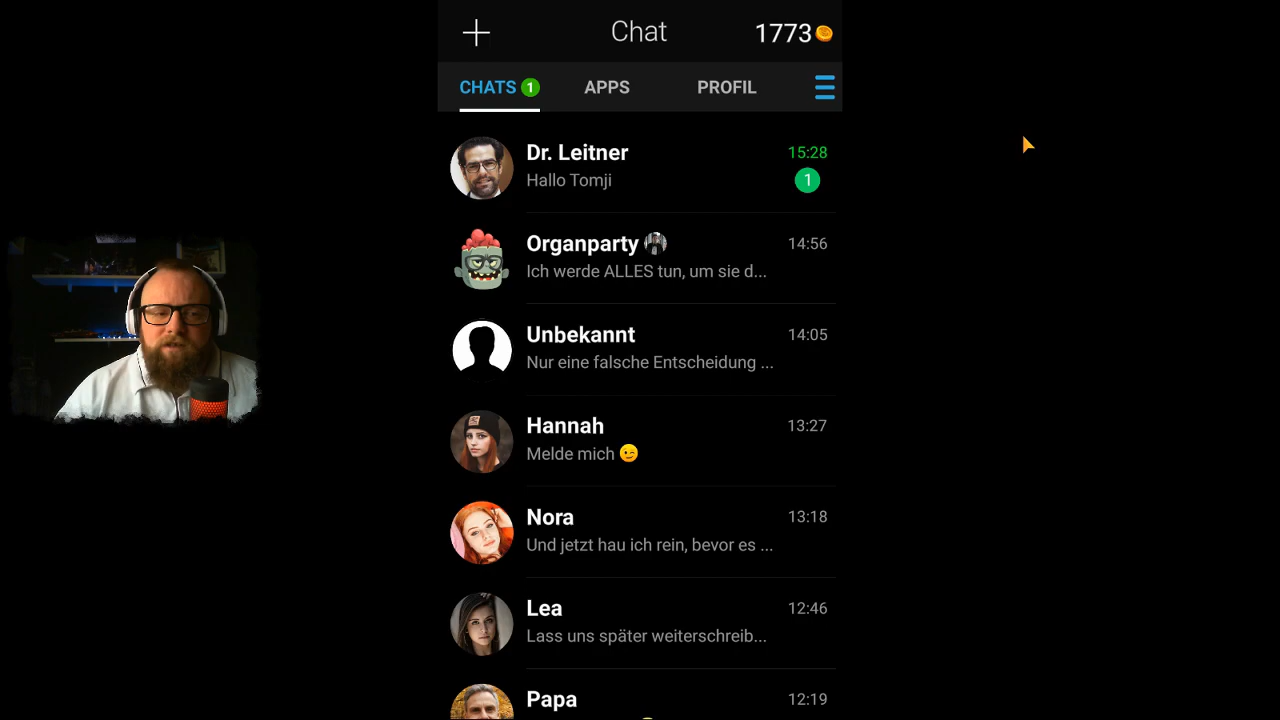 Chat
1773
CHATS 1
APPS
PROFIL
Dr. Leitner
15:28
Hallo Tomji
1
Organparty
14:56
Ich werde ALLES tun, um sie d...
Unbekannt
14:05
Nur eine falsche Entscheidung ...
Hannah
13:27
Melde mich 😉
Nora
13:18
Und jetzt hau ich rein, bevor es ...
Lea
12:46
Lass uns später weiterschreib...
Papa
12:19